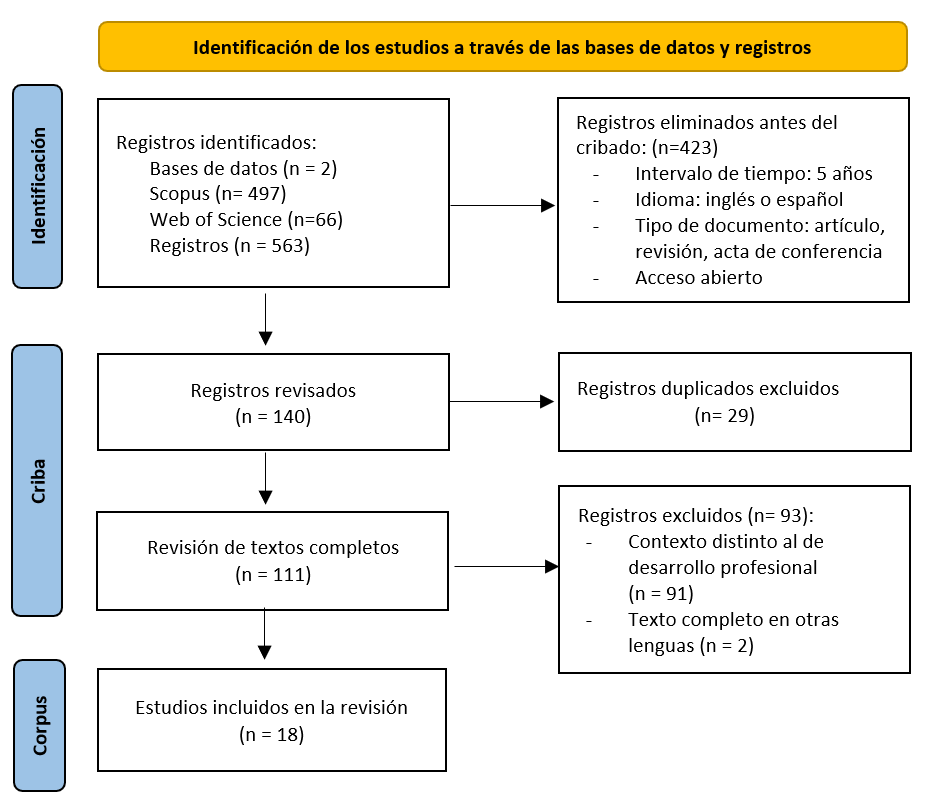 Identificación de los estudios a través de las bases de datos y registros
Identificación
Registros identificados:
Bases de datos (n = 2)
Scopus (n= 497)
Web of Science (n=66)
Registros (n = 563)
Registros eliminados antes del
cribado: (n=423)
- Intervalo de tiempo: 5 años
- Idioma: inglés o español
- Tipo de documento: artículo,
revisión, acta de conferencia
- Acceso abierto
Criba
Registros revisados
(n = 140)
Registros duplicados excluidos
(n= 29)
Revisión de textos completos
(n = 111)
Registros excluidos (n= 93):
- Contexto distinto al de
desarrollo profesional
(n = 91)
- Texto completo en otras
lenguas (n = 2)
Corpus
Estudios incluidos en la revisión
(n = 18)